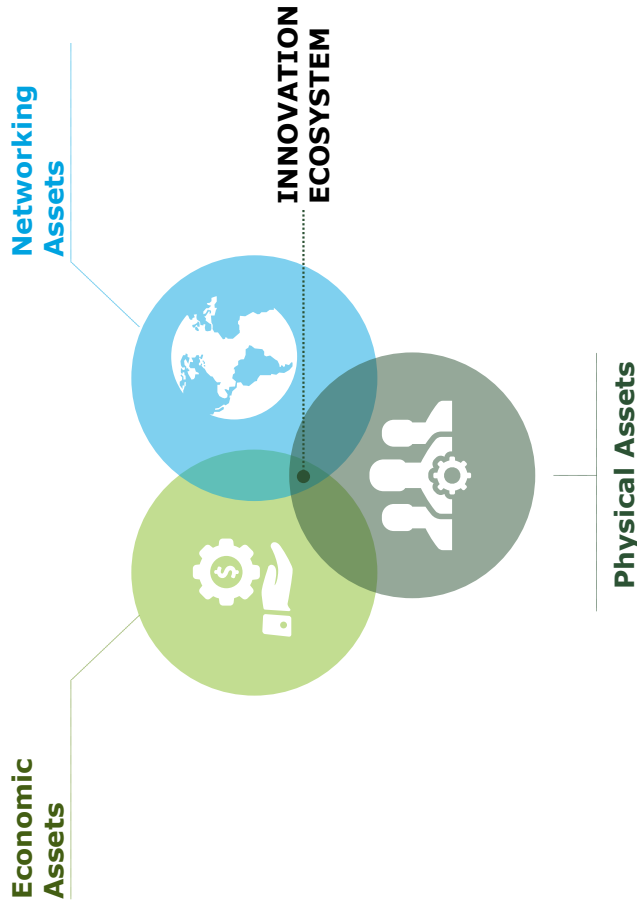 Economic
Assets
Networking
Assets
INNOVATION
ECOSYSTEM
$
Physical Assets